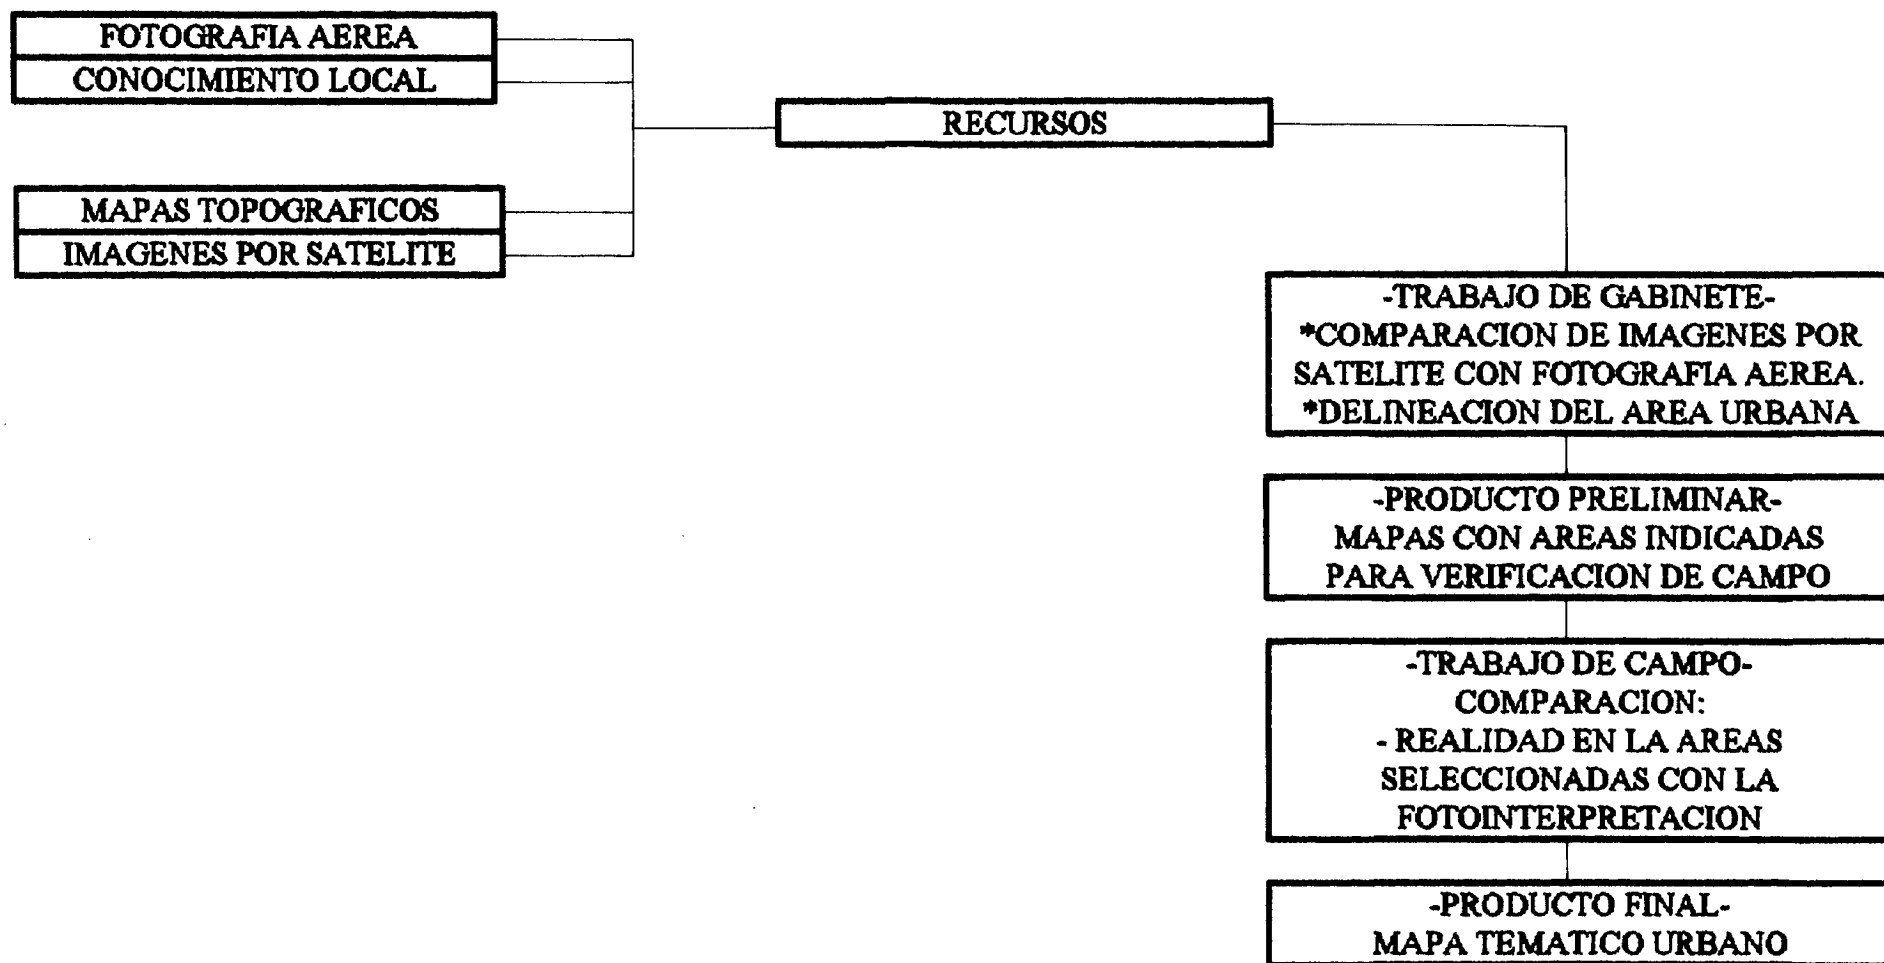 FOTOGRAFIA AEREA
CONOCIMIENTO LOCAL
RECURSOS
MAPAS TOPOGRAFICOS
IMAGENES POR SATELITE
-TRABAJO DE GABINETE-
*COMPARACION DE IMAGENES POR
SATELITE CON FOTOGRAFIA AEREA.
*DELINEACION DEL AREA URBANA
-PRODUCTO PRELIMINAR-
MAPAS CON AREAS INDICADAS
PARA VERIFICACION DE CAMPO
-TRABAJO DE CAMPO-
COMPARACION:
- REALIDAD EN LA AREAS
SELECCIONADAS CON LA
FOTOINTERPRETACION
-PRODUCTO FINAL-
MAPA TEMATICO URBANO